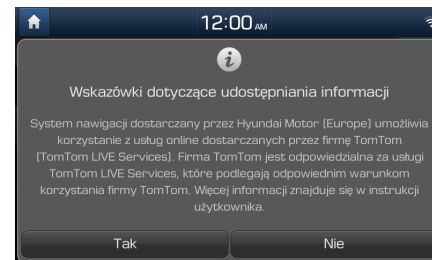 12:00 AM
Wskazówki dotyczące udostępniania informacji
System nawigacji dostarczany przez Hyundai Motor (Europe) umożliwia
korzystanie z usług online dostarczanych przez firmę TomTom
(TomTom LIVE Services). Firma TomTom jest odpowiedzialna za usługi
TomTom LIVE Services, które podlegają odpowiednim warunkom
korzystania firmy TomTom. Więcej informacji znajduje się w instrukcji
użytkownika.
Tak Nie